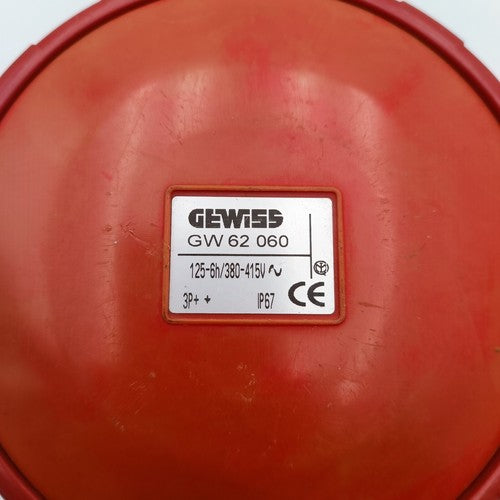 GEWISS
GW 62 060
125-6h/380-415V ~
3P+ ⏚ IP67 CE